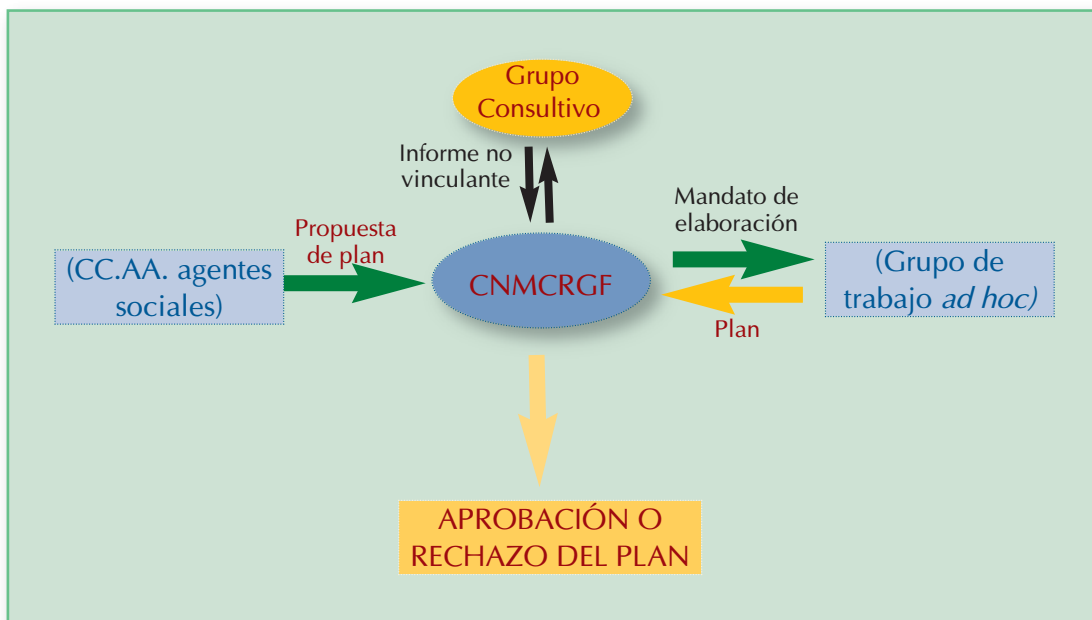 Grupo
Consultivo
Informe no
vinculante
Mandato de
elaboración
Propuesta
de plan
(CC.AA. agentes
sociales)
CNMCRGF
(Grupo de
trabajo ad hoc)
Plan
APROBACIÓN O
RECHAZO DEL PLAN